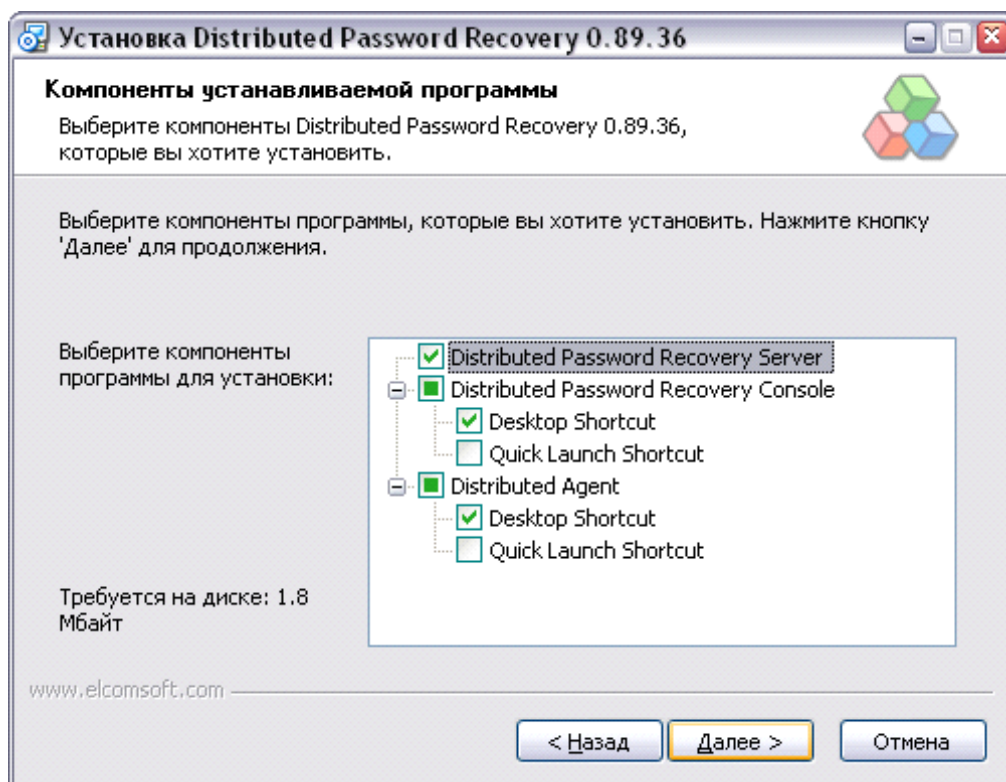 Установка Distributed Password Recovery 0.89.36
Компоненты устанавливаемой программы
Выберите компоненты Distributed Password Recovery 0.89.36,
которые вы хотите установить.
Выберите компоненты программы, которые вы хотите установить. Нажмите кнопку
'Далее' для продолжения.
Выберите компоненты
программы для установки:
Distributed Password Recovery Server
Distributed Password Recovery Console
Desktop Shortcut
Quick Launch Shortcut
Distributed Agent
Desktop Shortcut
Quick Launch Shortcut
Требуется на диске: 1.8
Мбайт
www.elcomsoft.com
< Назад
Далее >
Отмена